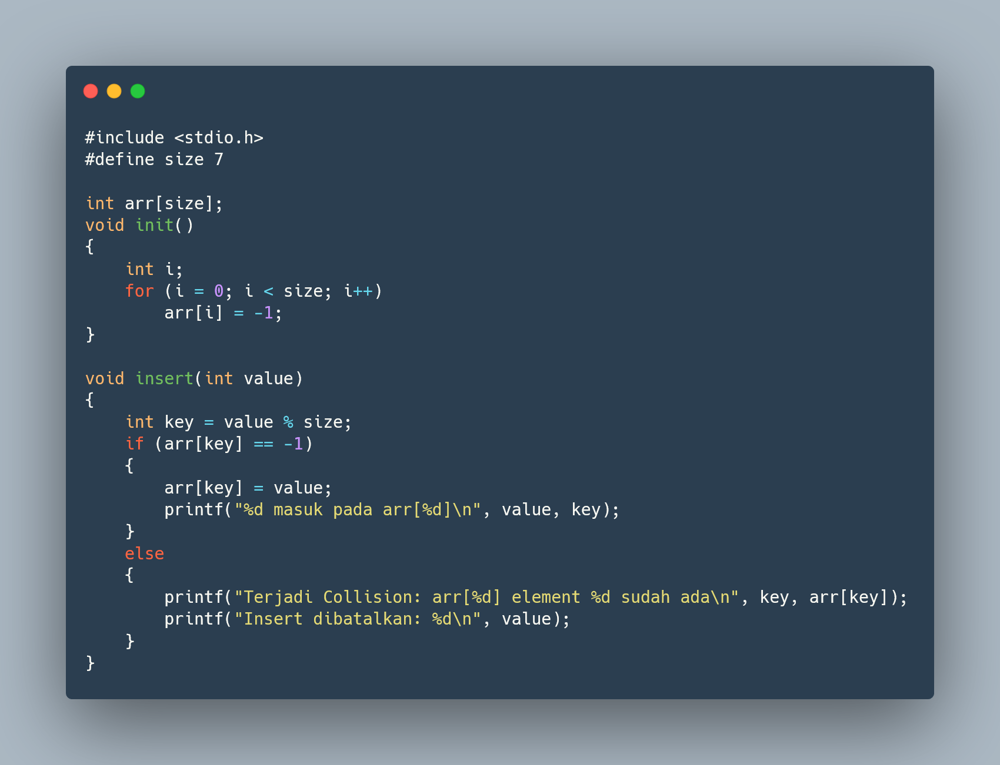 #include <stdio.h>
#define size 7

int arr[size];
void init()
{
    int i;
    for (i = 0; i < size; i++)
        arr[i] = -1;
}

void insert(int value)
{
    int key = value % size;
    if (arr[key] == -1)
    {
        arr[key] = value;
        printf("%d masuk pada arr[%d]\n", value, key);
    }
    else
    {
        printf("Terjadi Collision: arr[%d] element %d sudah ada\n", key, arr[key]);
        printf("Insert dibatalkan: %d\n", value);
    }
}